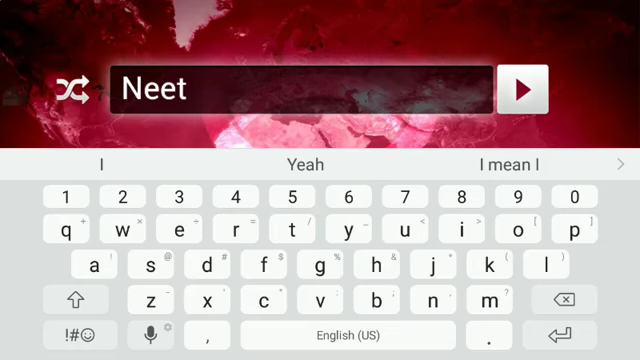 Neet
I Yeah I mean I
1 2 3 4 5 6 7 8 9 0
q + w × e ÷ r = t / y _ u < i > o [ p ]
a ! s @ d # f $ g % h & j * k ( l )
z - x ' c " v : b ; n , m ?
!#☺ , English (US) .